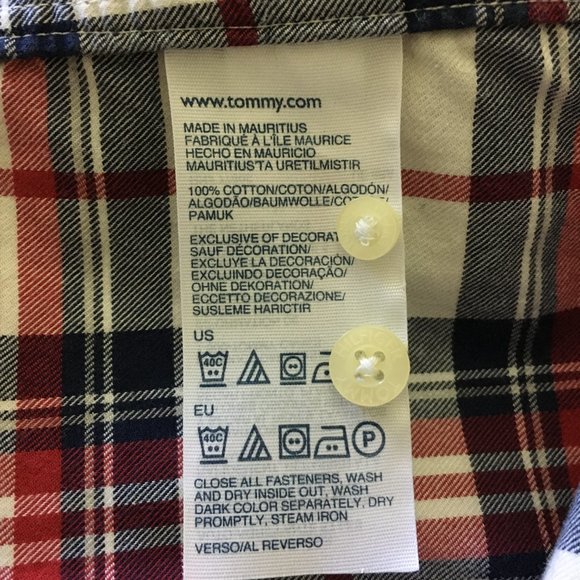 www.tommy.com
MADE IN MAURITIUS
FABRIQUÉ À L'ÎLE MAURICE
HECHO EN MAURICIO
MAURITIUS'TA URETILMISTIR
100% COTTON/COTON/ALGODÓN/
ALGODÃO/BAUMWOLLE/
PAMUK
EXCLUSIVE OF
SAUF DÉCORATION/
EXCLUYE LA DECORACIÓN/
EXCLUINDO DECORAÇÃO/
OHNE DEKORATION/
ECCETTO DECORAZIONE/
SUSLEME HARICTIR
US
40C
EU
40C P
CLOSE ALL FASTENERS, WASH
AND DRY INSIDE OUT, WASH
DARK COLOR SEPARATELY, DRY
PROMPTLY, STEAM IRON
VERSO/AL REVERSO